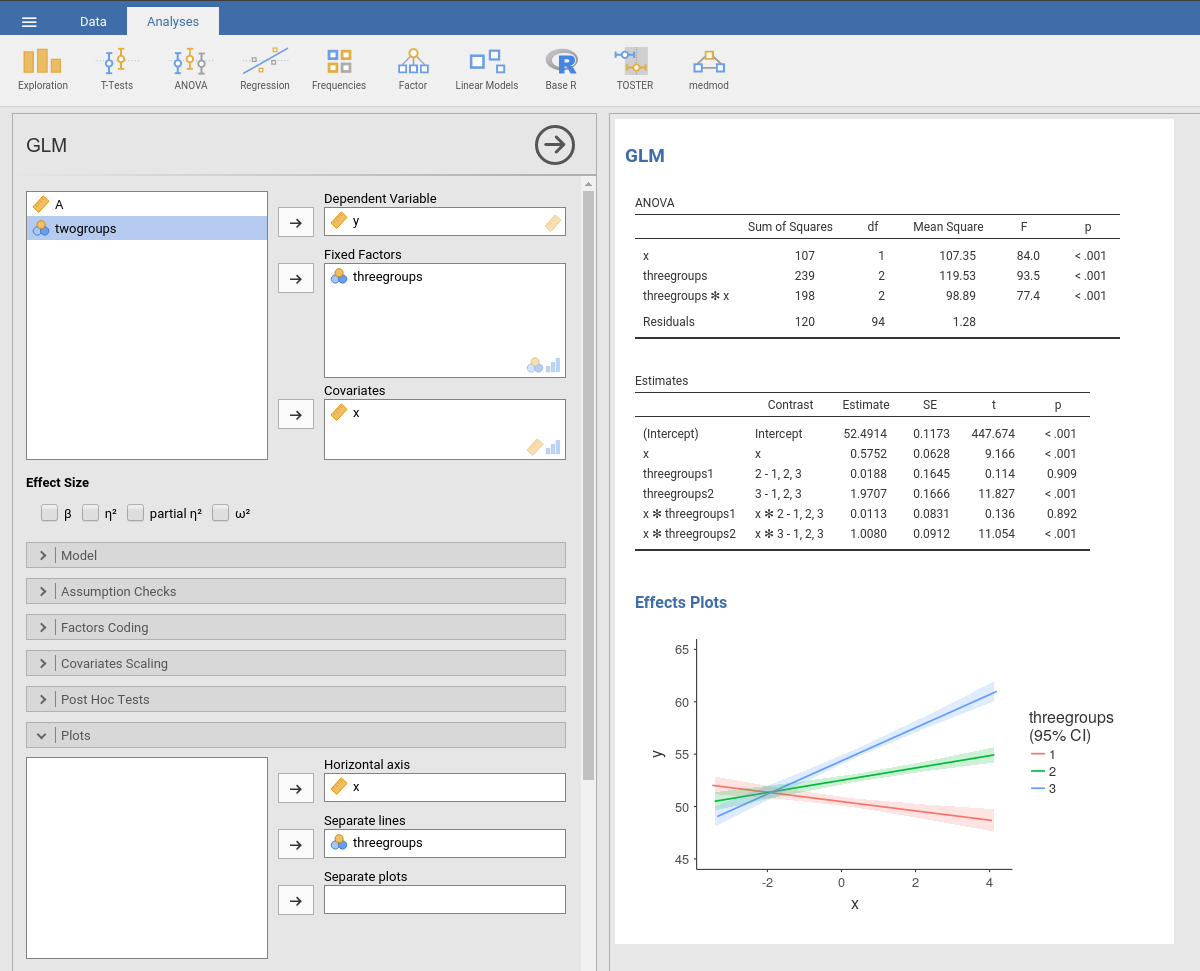 Data Analyses
Exploration T-Tests ANOVA Regression Frequencies Factor Linear Models Base R TOSTER medmod
GLM
A
twogroups
Dependent Variable
y
Fixed Factors
threegroups
Covariates
x
Effect Size
β η² partial η² ω²
Model
Assumption Checks
Factors Coding
Covariates Scaling
Post Hoc Tests
Plots
Horizontal axis
x
Separate lines
threegroups
Separate plots
GLM
ANOVA
Sum of Squares df Mean Square F p
x 107 1 107.35 84.0 < .001
threegroups 239 2 119.53 93.5 < .001
threegroups ✻ x 198 2 98.89 77.4 < .001
Residuals 120 94 1.28
Estimates
Contrast Estimate SE t p
(Intercept) Intercept 52.4914 0.1173 447.674 < .001
x x 0.5752 0.0628 9.166 < .001
threegroups1 2 - 1, 2, 3 0.0188 0.1645 0.114 0.909
threegroups2 3 - 1, 2, 3 1.9707 0.1666 11.827 < .001
x ✻ threegroups1 x ✻ 2 - 1, 2, 3 0.0113 0.0831 0.136 0.892
x ✻ threegroups2 x ✻ 3 - 1, 2, 3 1.0080 0.0912 11.054 < .001
Effects Plots
65
60
55
50
45
y
-2 0 2 4
x
threegroups
(95% CI)
1
2
3